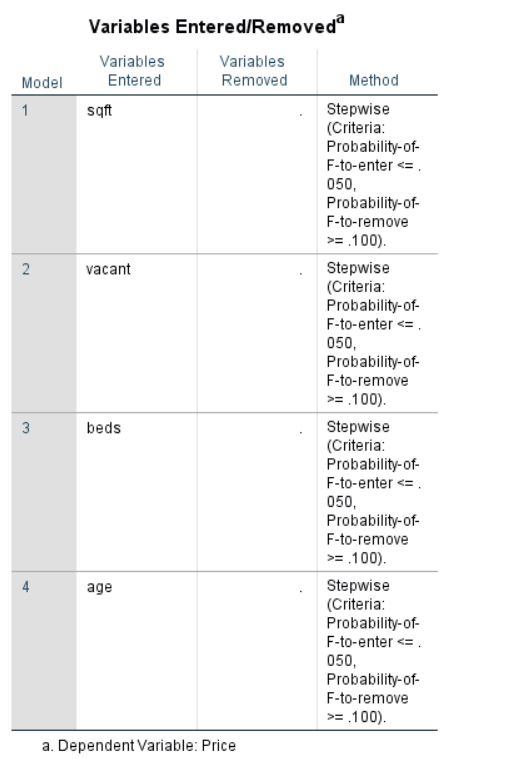 Variables Entered/Removeda
Variables Entered
Variables Removed
Model
Method
1
sqft
.
Stepwise
(Criteria:
Probability-of-
F-to-enter <= .
050,
Probability-of-
F-to-remove
>= .100).
2
vacant
.
Stepwise
(Criteria:
Probability-of-
F-to-enter <= .
050,
Probability-of-
F-to-remove
>= .100).
3
beds
.
Stepwise
(Criteria:
Probability-of-
F-to-enter <= .
050,
Probability-of-
F-to-remove
>= .100).
4
age
.
Stepwise
(Criteria:
Probability-of-
F-to-enter <= .
050,
Probability-of-
F-to-remove
>= .100).
a. Dependent Variable: Price